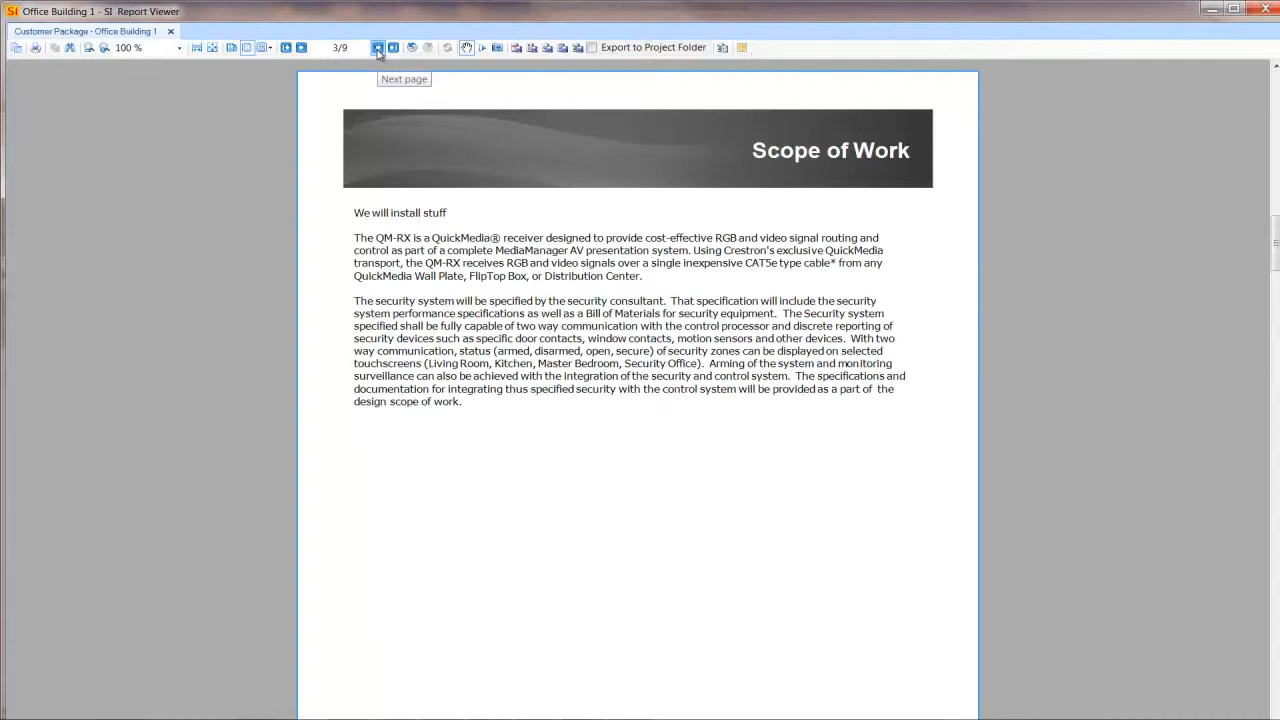 SI Office Building 1 - SI Report Viewer
Customer Package - Office Building 1
100 %
3/9
Export to Project Folder
Next page
Scope of Work
We will install stuff
The QM-RX is a QuickMedia® receiver designed to provide cost-effective RGB and video signal routing and
control as part of a complete MediaManager AV presentation system. Using Crestron's exclusive QuickMedia
transport, the QM-RX receives RGB and video signals over a single inexpensive CAT5e type cable* from any
QuickMedia Wall Plate, FlipTop Box, or Distribution Center.
The security system will be specified by the security consultant. That specification will include the security
system performance specifications as well as a Bill of Materials for security equipment. The Security system
specified shall be fully capable of two way communication with the control processor and discrete reporting of
security devices such as specific door contacts, window contacts, motion sensors and other devices. With two
way communication, status (armed, disarmed, open, secure) of security zones can be displayed on selected
touchscreens (Living Room, Kitchen, Master Bedroom, Security Office). Arming of the system and monitoring
surveillance can also be achieved with the integration of the security and control system. The specifications and
documentation for integrating thus specified security with the control system will be provided as a part of the
design scope of work.